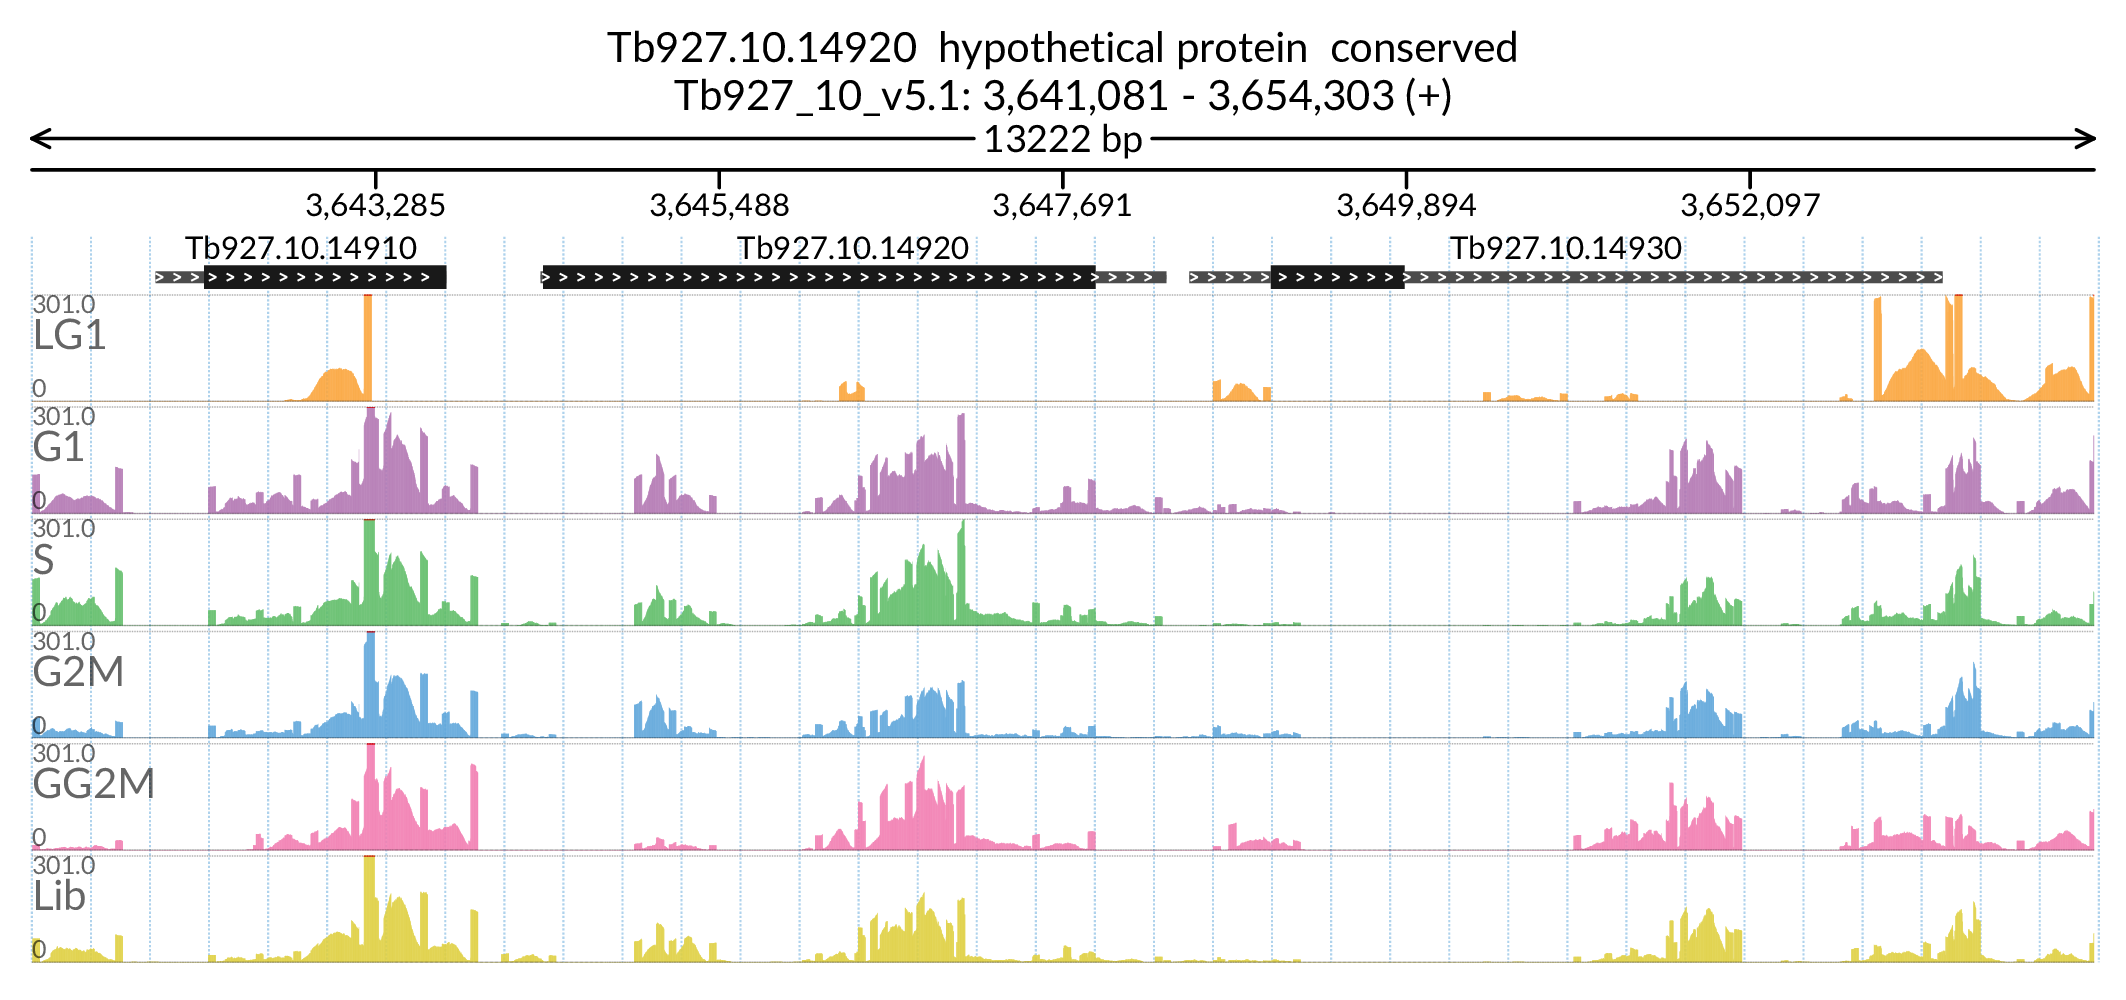 Tb927.10.14920 hypothetical protein conserved
Tb927_10_v5.1: 3,641,081 - 3,654,303 (+)
13222 bp
3,643,285 3,645,488 3,647,691 3,649,894 3,652,097
Tb927.10.14910 Tb927.10.14920 Tb927.10.14930
301.0
LG1
0
301.0
G1
0
301.0
S
0
301.0
G2M
0
301.0
GG2M
0
301.0
Lib
0